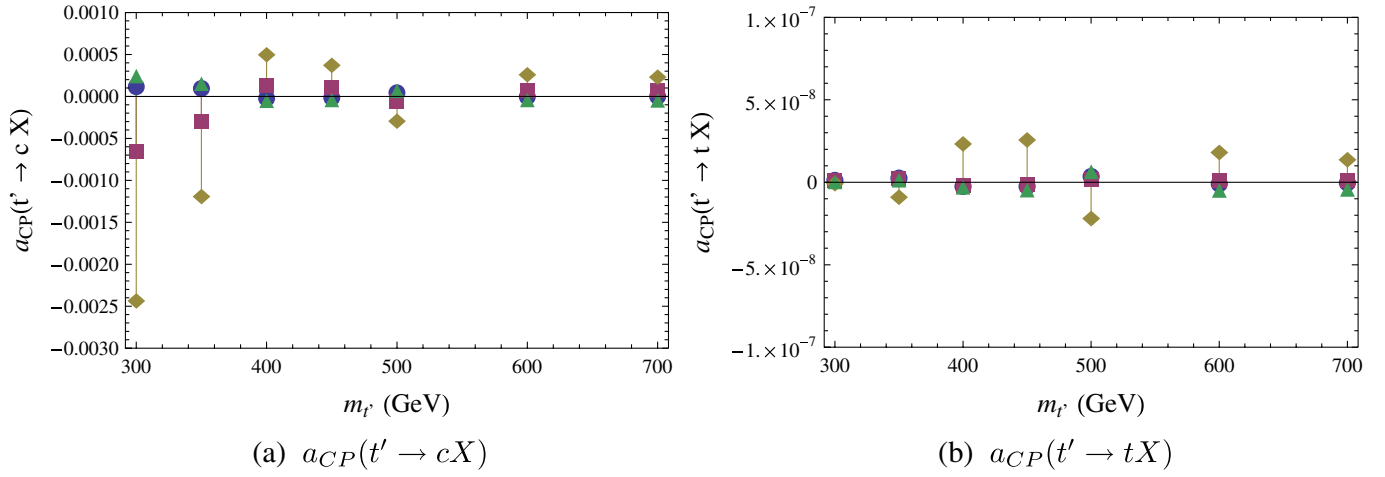 0.0010
0.0005
0.0000
−0.0005
−0.0010
−0.0015
−0.0020
−0.0025
−0.0030
a_CP(t' → c X)
300 400 500 600 700
m_t' (GeV)
(a) a_CP(t′ → cX)
1.×10⁻⁷
5.×10⁻⁸
0
−5.×10⁻⁸
−1.×10⁻⁷
a_CP(t' → t X)
300 400 500 600 700
m_t' (GeV)
(b) a_CP(t′ → tX)